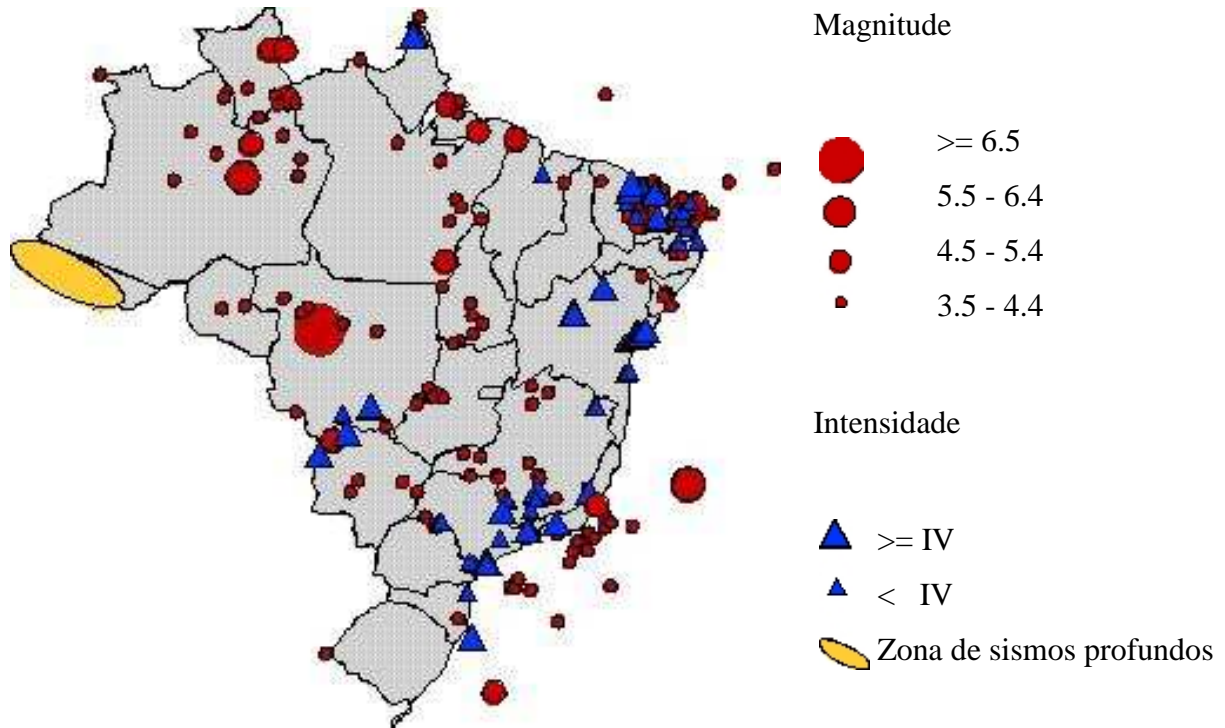 Magnitude
>= 6.5
5.5 - 6.4
4.5 - 5.4
3.5 - 4.4
Intensidade
>= IV
< IV
Zona de sismos profundos